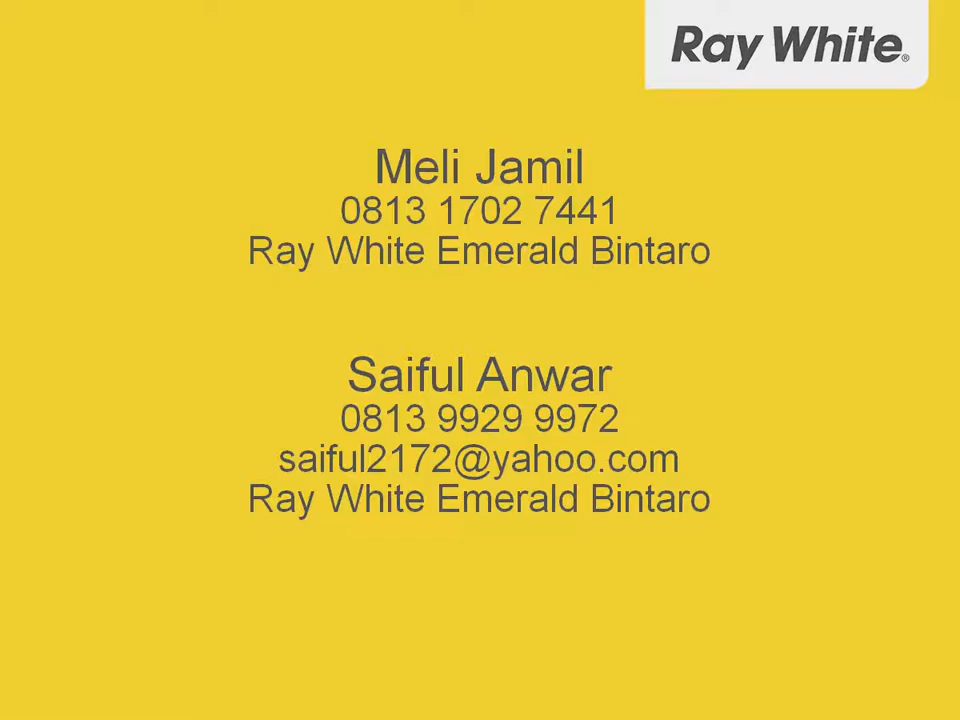 Ray White®
Meli Jamil
0813 1702 7441
Ray White Emerald Bintaro
Saiful Anwar
0813 9929 9972
saiful2172@yahoo.com
Ray White Emerald Bintaro